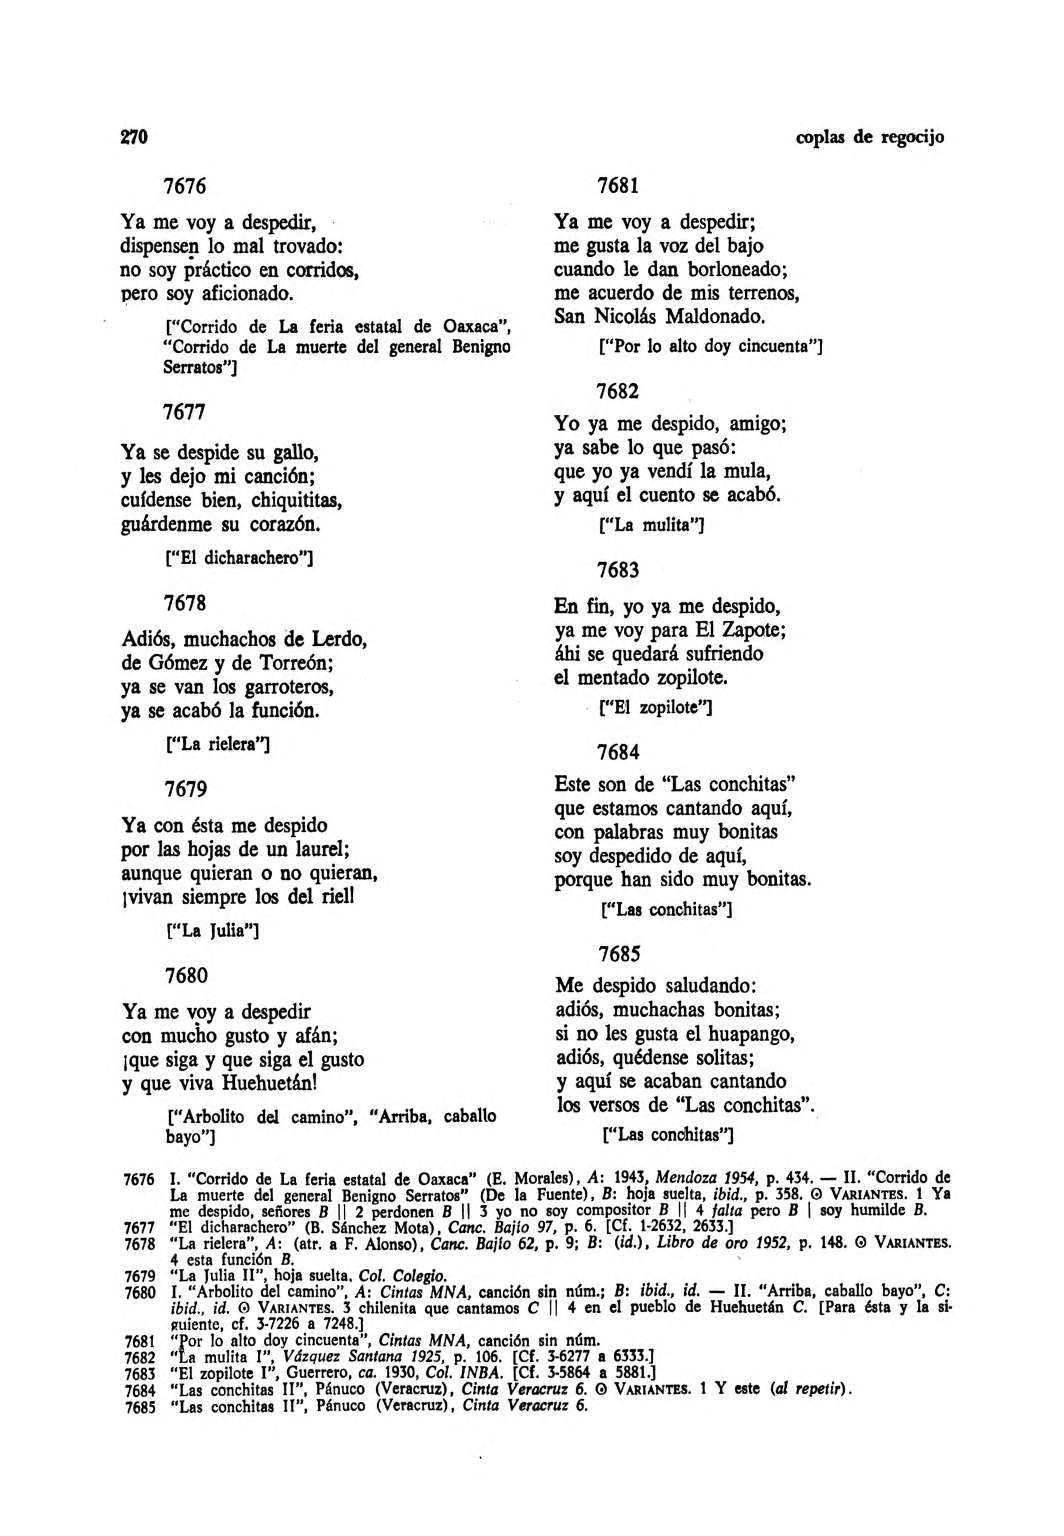 270
coplas de regocijo
7676
Ya me voy a despedir,
dispensen lo mal trovado:
no soy práctico en corridos,
pero soy aficionado.
[“Corrido de La feria estatal de Oaxaca”,
“Corrido de La muerte del general Benigno
Serratos”]
7677
Ya se despide su gallo,
y les dejo mi canción;
cuídense bien, chiquititas,
guárdenme su corazón.
[“El dicharachero”]
7678
Adiós, muchachos de Lerdo,
de Gómez y de Torreón;
ya se van los garroteros,
ya se acabó la función.
[“La rielera”]
7679
Ya con ésta me despido
por las hojas de un laurel;
aunque quieran o no quieran,
¡vivan siempre los del riel!
[“La Julia”]
7680
Ya me voy a despedir
con mucho gusto y afán;
¡que siga y que siga el gusto
y que viva Huehuetán!
[“Arbolito del camino”, “Arriba, caballo
bayo”]
7681
Ya me voy a despedir;
me gusta la voz del bajo
cuando le dan borloneado;
me acuerdo de mis terrenos,
San Nicolás Maldonado.
[“Por lo alto doy cincuenta”]
7682
Yo ya me despido, amigo;
ya sabe lo que pasó:
que yo ya vendí la mula,
y aquí el cuento se acabó.
[“La mulita”]
7683
En fin, yo ya me despido,
ya me voy para El Zapote;
áhi se quedará sufriendo
el mentado zopilote.
[“El zopilote”]
7684
Este son de “Las conchitas”
que estamos cantando aquí,
con palabras muy bonitas
soy despedido de aquí,
porque han sido muy bonitas.
[“Las conchitas”]
7685
Me despido saludando:
adiós, muchachas bonitas;
si no les gusta el huapango,
adiós, quédense solitas;
y aquí se acaban cantando
los versos de “Las conchitas”.
[“Las conchitas”]
7676 I. “Corrido de La feria estatal de Oaxaca” (E. Morales), A: 1943, Mendoza 1954, p. 434. — II. “Corrido de
La muerte del general Benigno Serratos” (De la Fuente), B: hoja suelta, ibid., p. 358. ⊙ VARIANTES. 1 Ya
me despido, señores B || 2 perdonen B || 3 yo no soy compositor B || 4 falta pero B | soy humilde B.
7677 “El dicharachero” (B. Sánchez Mota), Canc. Bajío 97, p. 6. [Cf. 1-2632, 2633.]
7678 “La rielera”, A: (atr. a F. Alonso), Canc. Bajío 62, p. 9; B: (id.), Libro de oro 1952, p. 148. ⊙ VARIANTES.
4 esta función B.
7679 “La Julia II”, hoja suelta. Col. Colegio.
7680 I. “Arbolito del camino”, A: Cintas MNA, canción sin núm.; B: ibid., id. — II. “Arriba, caballo bayo”, C:
ibid., id. ⊙ VARIANTES. 3 chilenita que cantamos C || 4 en el pueblo de Huehuetán C. [Para ésta y la si-
guiente, cf. 3-7226 a 7248.]
7681 “Por lo alto doy cincuenta”, Cintas MNA, canción sin núm.
7682 “La mulita I”, Vázquez Santana 1925, p. 106. [Cf. 3-6277 a 6333.]
7683 “El zopilote I”, Guerrero, ca. 1930, Col. INBA. [Cf. 3-5864 a 5881.]
7684 “Las conchitas II”, Pánuco (Veracruz), Cinta Veracruz 6. ⊙ VARIANTES. 1 Y este (al repetir).
7685 “Las conchitas II”, Pánuco (Veracruz), Cinta Veracruz 6.